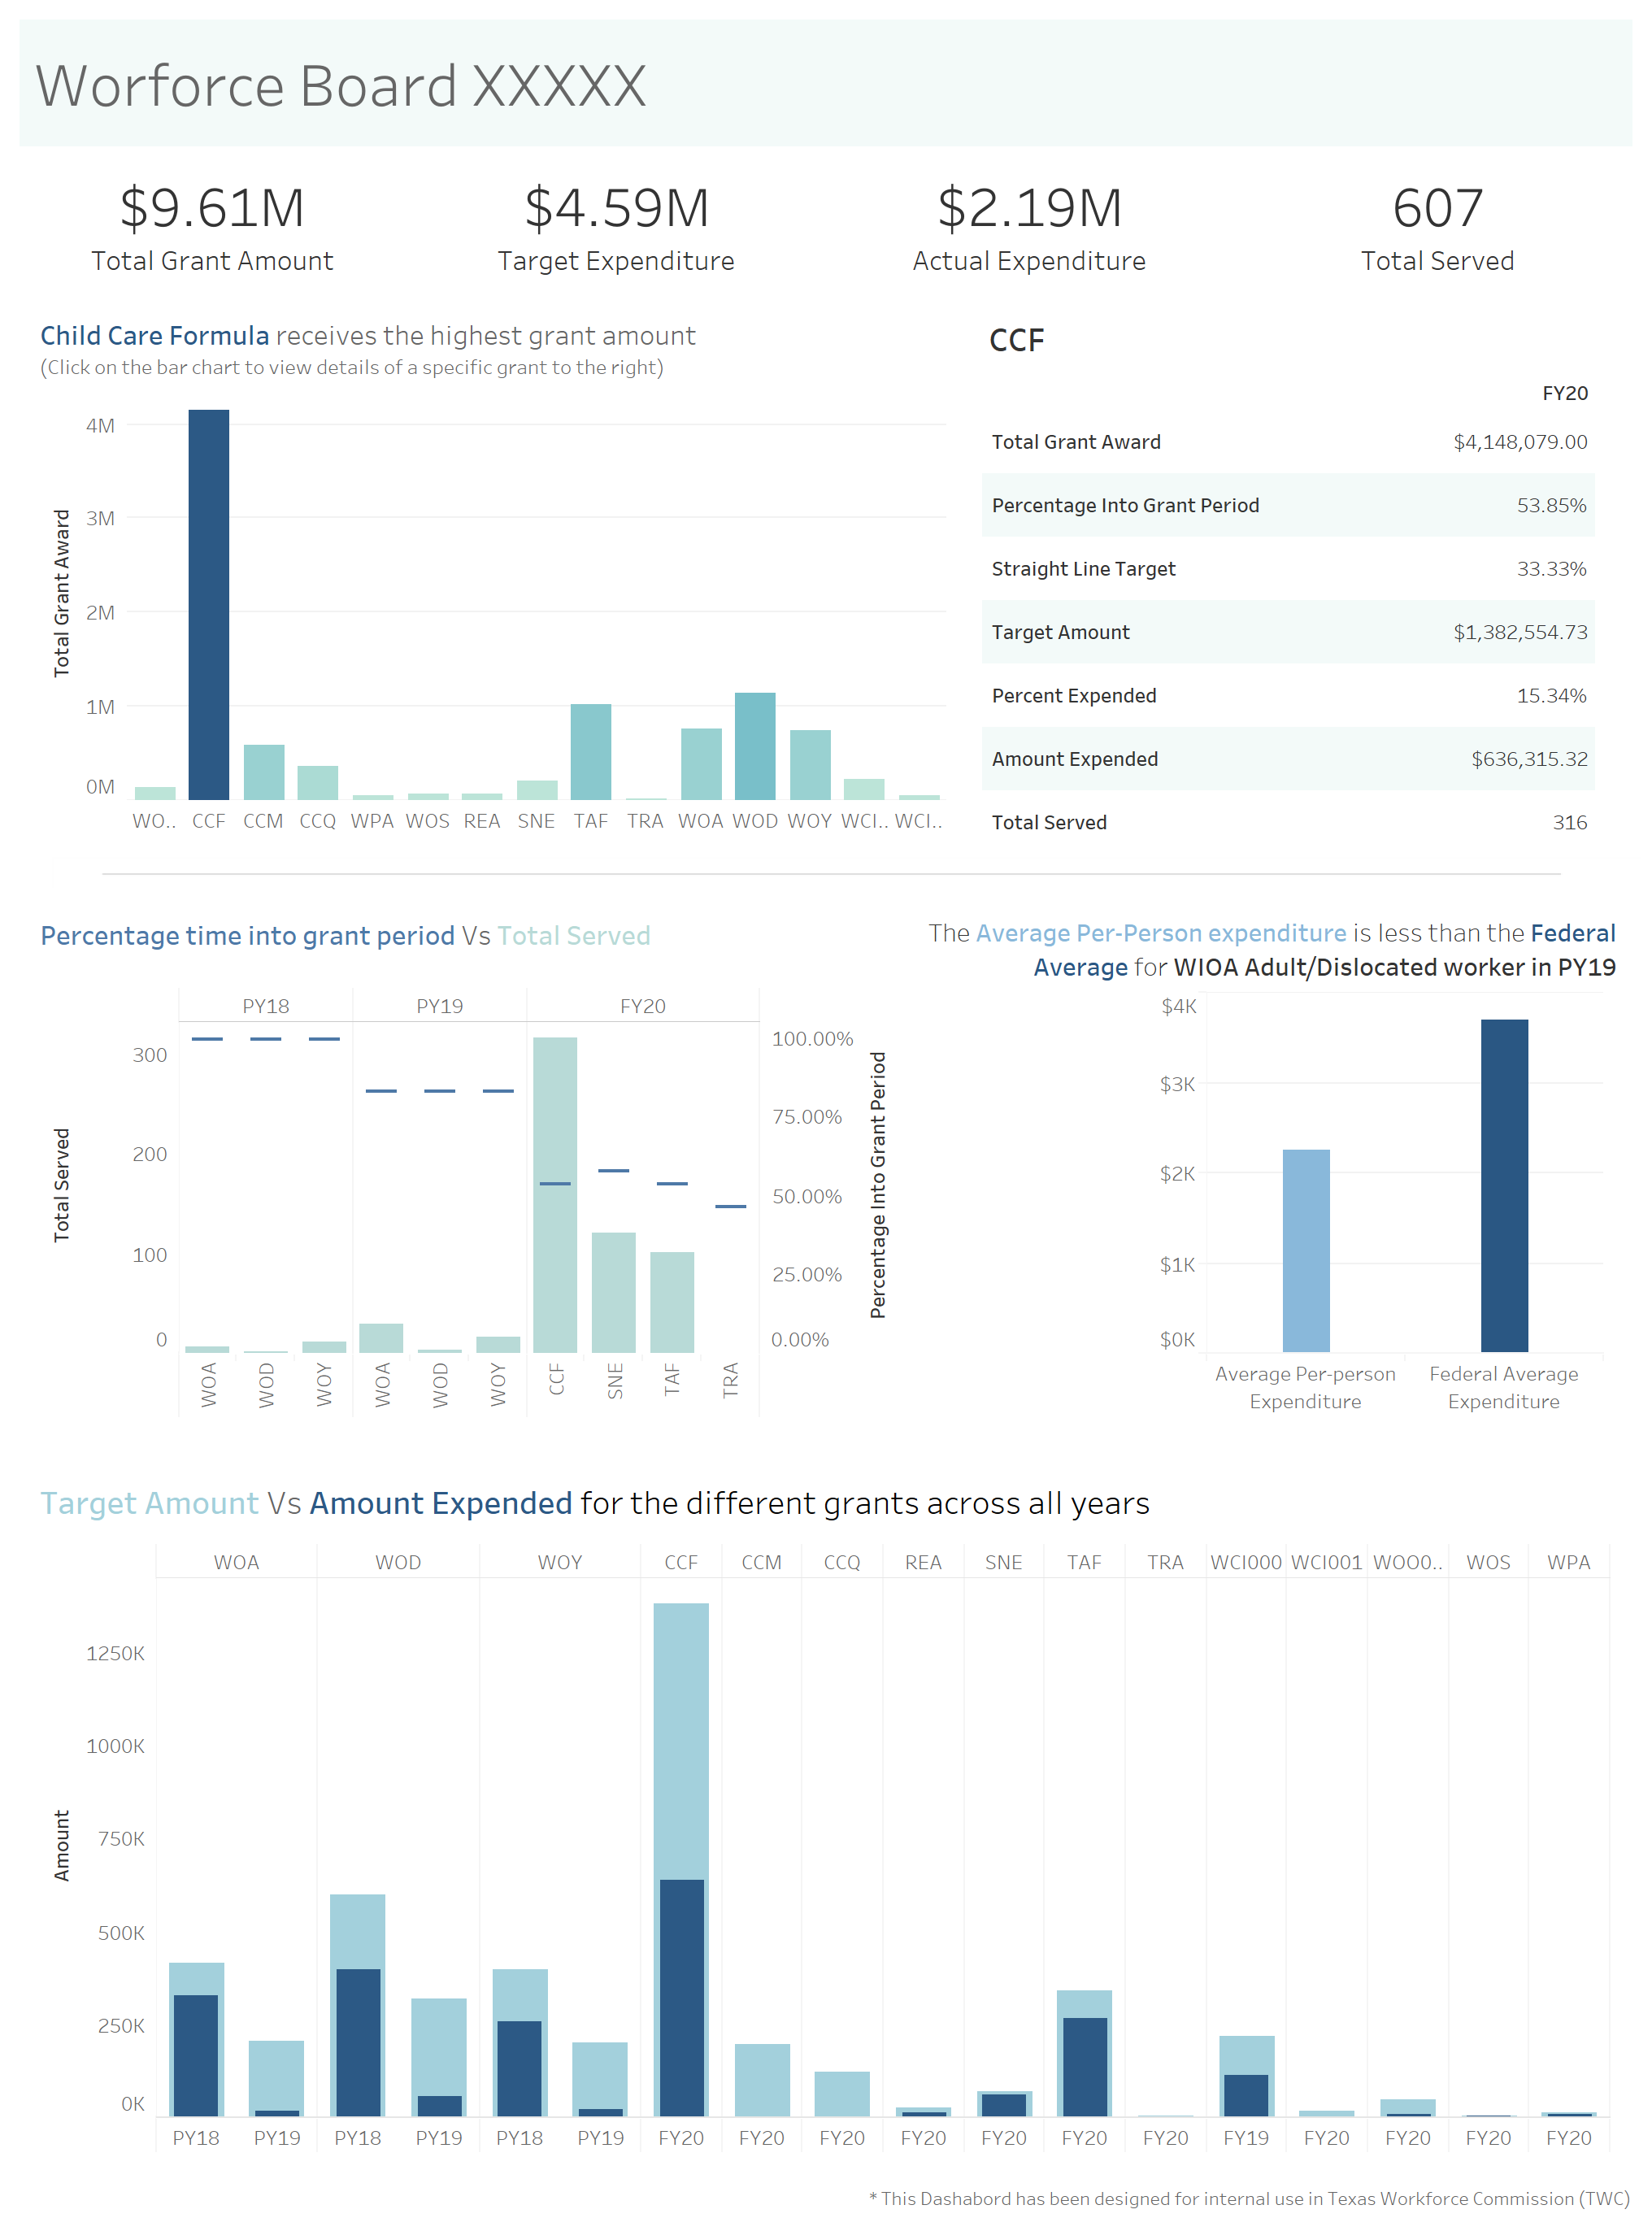 Worforce Board XXXXX
$9.61M
Total Grant Amount
$4.59M
Target Expenditure
$2.19M
Actual Expenditure
607
Total Served
Child Care Formula receives the highest grant amount
(Click on the bar chart to view details of a specific grant to the right)
Total Grant Award
4M
3M
2M
1M
0M
WO.. CCF CCM CCQ WPA WOS REA SNE TAF TRA WOA WOD WOY WCI.. WCI..
CCF
FY20
Total Grant Award $4,148,079.00
Percentage Into Grant Period 53.85%
Straight Line Target 33.33%
Target Amount $1,382,554.73
Percent Expended 15.34%
Amount Expended $636,315.32
Total Served 316
Percentage time into grant period Vs Total Served
PY18 PY19 FY20
Total Served
300
200
100
0
100.00%
75.00%
50.00%
25.00%
0.00%
Percentage Into Grant Period
WOA WOD WOY WOA WOD WOY CCF SNE TAF TRA
The Average Per-Person expenditure is less than the Federal
Average for WIOA Adult/Dislocated worker in PY19
$4K
$3K
$2K
$1K
$0K
Average Per-person
Expenditure
Federal Average
Expenditure
Target Amount Vs Amount Expended for the different grants across all years
WOA WOD WOY CCF CCM CCQ REA SNE TAF TRA WCI000 WCI001 WOO0.. WOS WPA
Amount
1250K
1000K
750K
500K
250K
0K
PY18 PY19 PY18 PY19 PY18 PY19 FY20 FY20 FY20 FY20 FY20 FY20 FY20 FY19 FY20 FY20 FY20 FY20
* This Dashabord has been designed for internal use in Texas Workforce Commission (TWC)